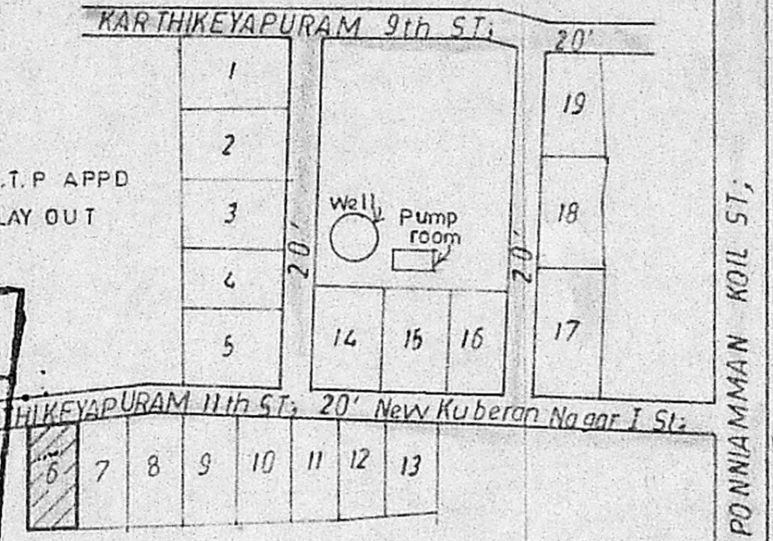 KARTHIKEYAPURAM 9th ST;
20'
1
2
3
4
5
.T.P APPD
LAY OUT
Well
Pump
room
20'
20'
19
18
17
14
15
16
THIKEYAPURAM 11th ST; 20' New Kuberan Nagar I St:
6
7
8
9
10
11
12
13
PONNIAMMAN KOIL ST;